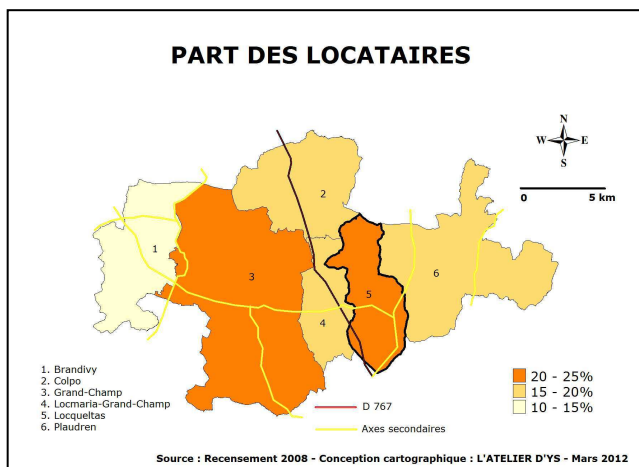 PART DES LOCATAIRES
N
W E
S
0 5 km
2
1
3
6
5
4
1. Brandivy
2. Colpo
3. Grand-Champ
4. Locmaria-Grand-Champ
5. Locqueltas
6. Plaudren
D 767
Axes secondaires
20 - 25%
15 - 20%
10 - 15%
Source : Recensement 2008 - Conception cartographique : L'ATELIER D'YS - Mars 2012